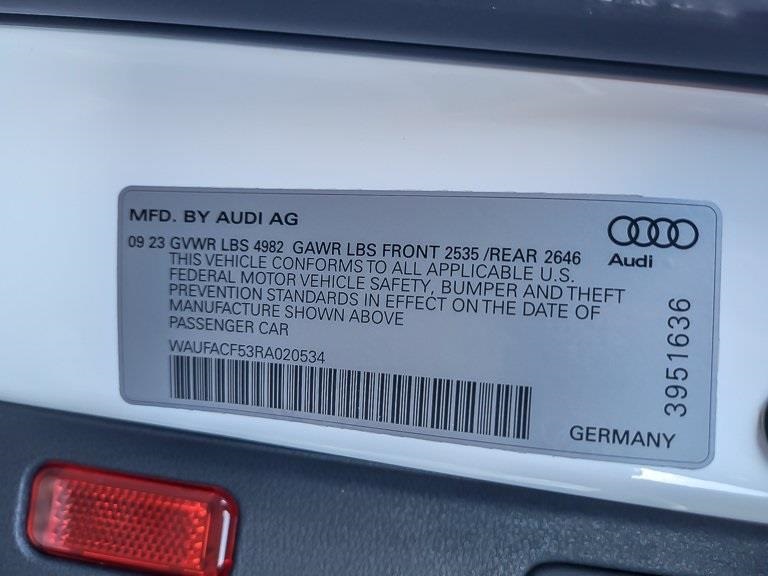 MFD. BY AUDI AG
09 23 GVWR LBS 4982 GAWR LBS FRONT 2535 /REAR 2646
THIS VEHICLE CONFORMS TO ALL APPLICABLE U.S.
FEDERAL MOTOR VEHICLE SAFETY, BUMPER AND THEFT
PREVENTION STANDARDS IN EFFECT ON THE DATE OF
MANUFACTURE SHOWN ABOVE
PASSENGER CAR
WAUFACF53RA020534
Audi
3951636
GERMANY